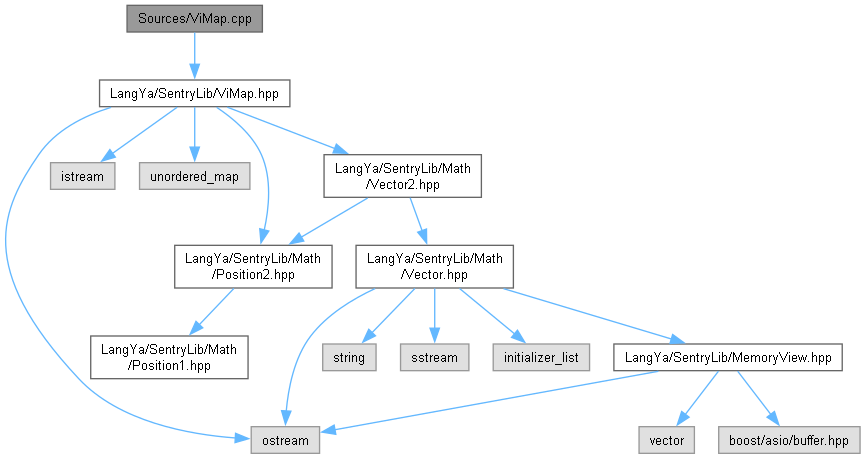 Sources/ViMap.cpp
LangYa/SentryLib/ViMap.hpp
istream
unordered_map
LangYa/SentryLib/Math
/Vector2.hpp
LangYa/SentryLib/Math
/Position2.hpp
LangYa/SentryLib/Math
/Vector.hpp
LangYa/SentryLib/Math
/Position1.hpp
string
sstream
initializer_list
LangYa/SentryLib/MemoryView.hpp
ostream
vector
boost/asio/buffer.hpp